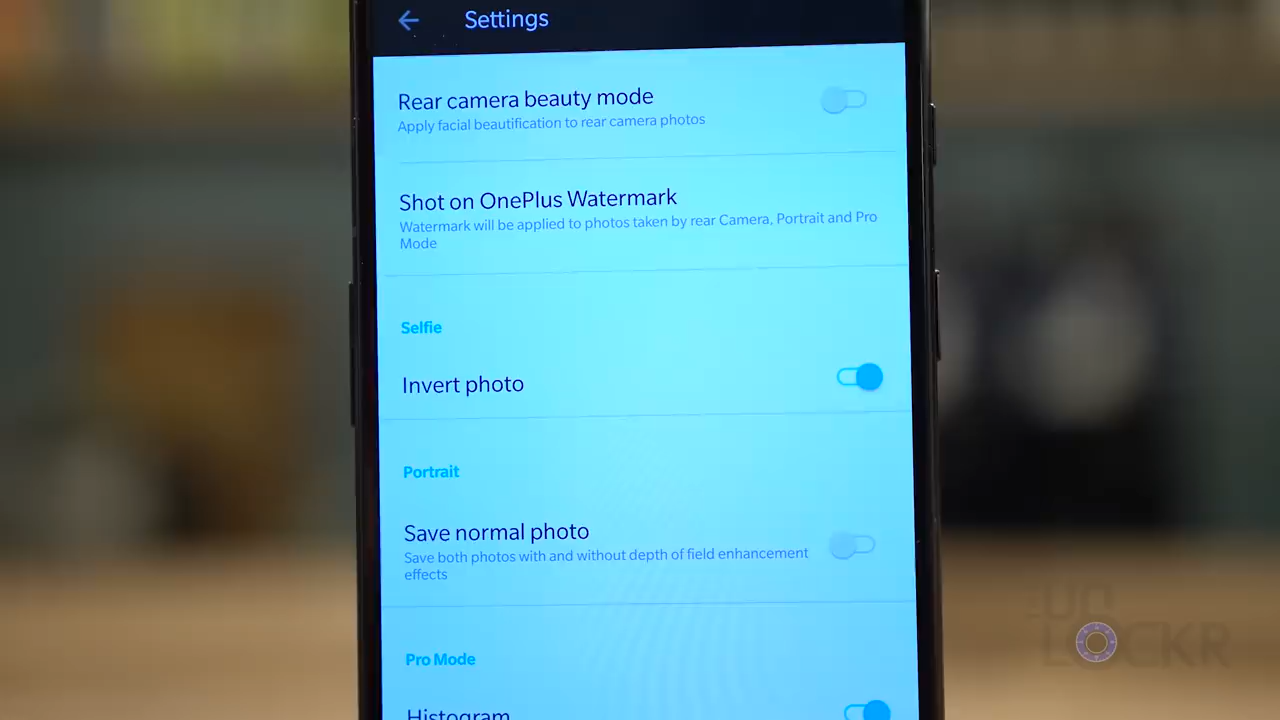 Settings
Rear camera beauty mode
Apply facial beautification to rear camera photos
Shot on OnePlus Watermark
Watermark will be applied to photos taken by rear Camera, Portrait and Pro
Mode
Selfie
Invert photo
Portrait
Save normal photo
Save both photos with and without depth of field enhancement
effects
Pro Mode
Histogram
UN
LOCKR